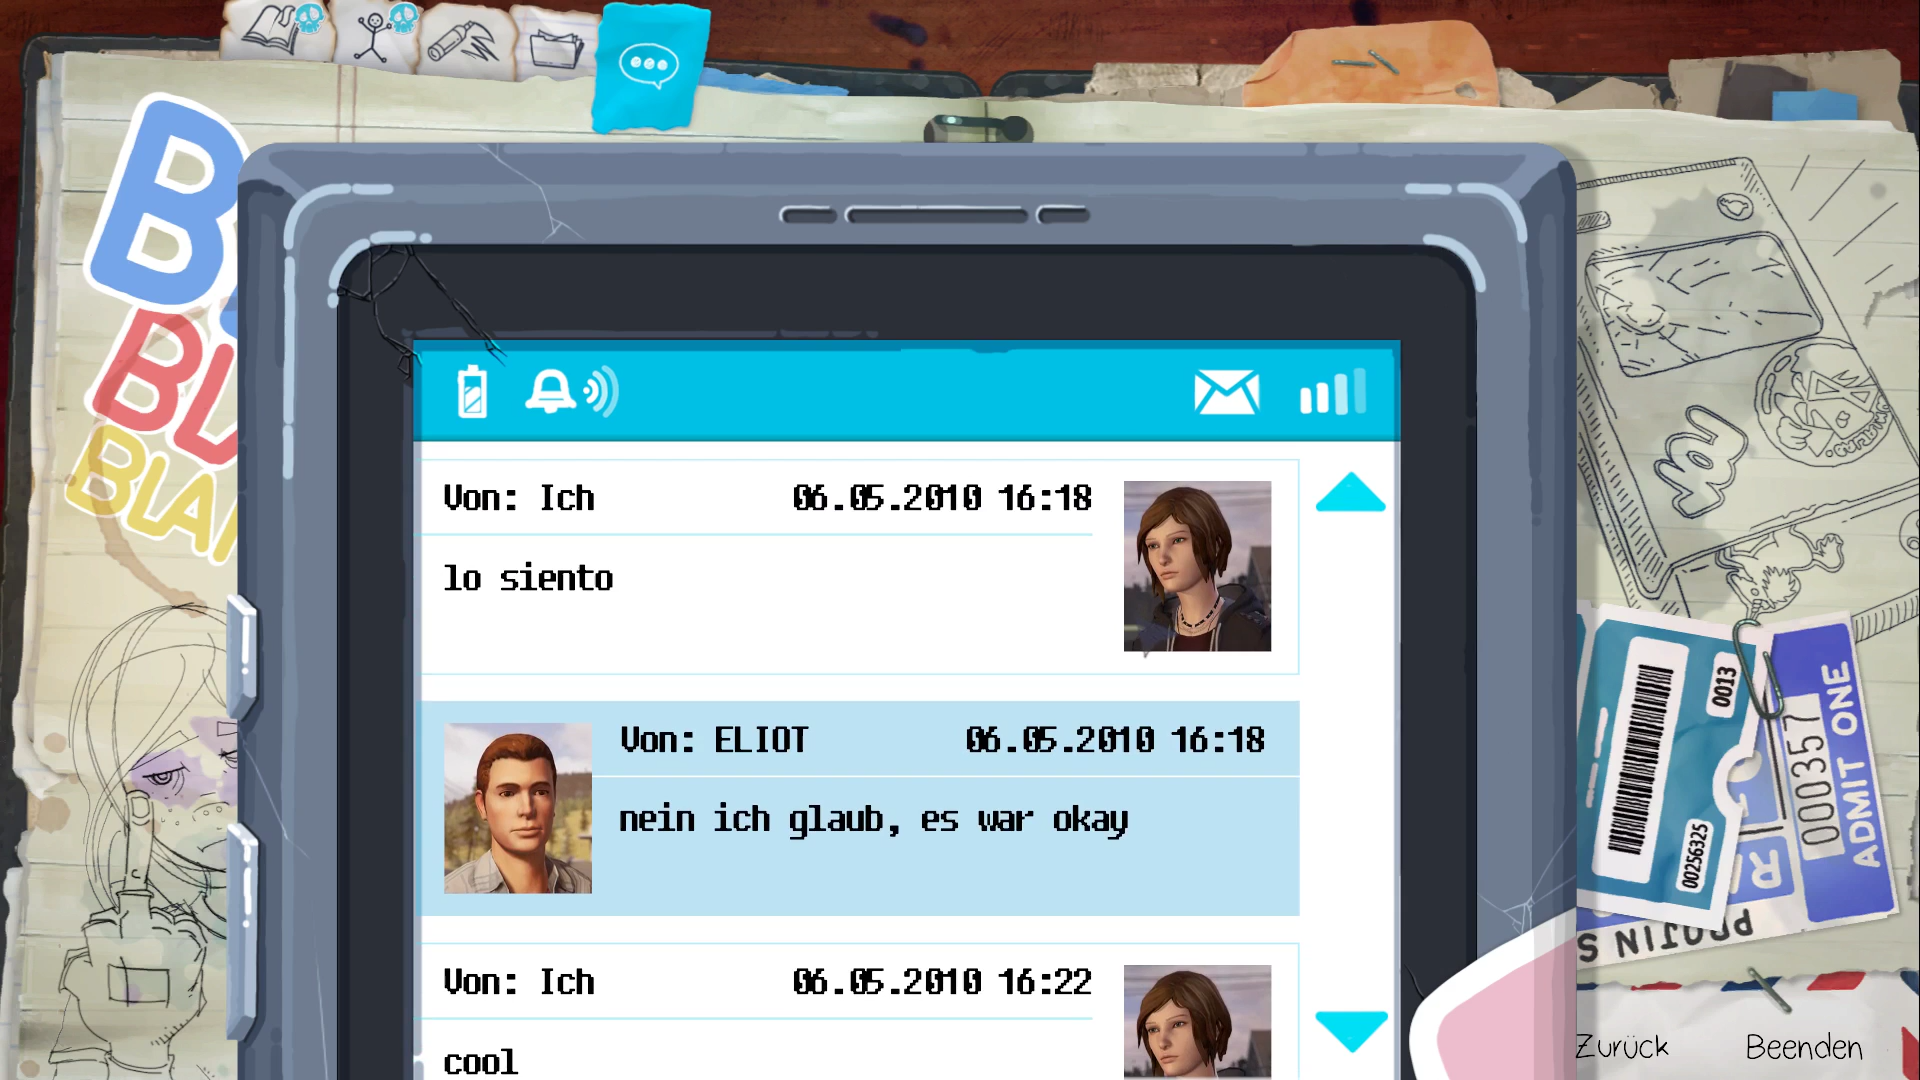 Von: Ich 06.05.2010 16:18
lo siento
Von: ELIOT 06.05.2010 16:18
nein ich glaub, es war okay
Von: Ich 06.05.2010 16:22
cool
BLA
0013
00256325
000357
ADMIT ONE
Zurück
Beenden